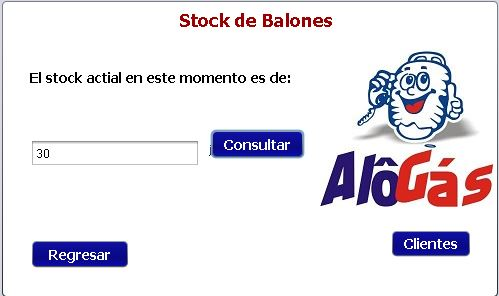 Stock de Balones
El stock actial en este momento es de:
30
Consultar
AlôGás
Regresar
Clientes